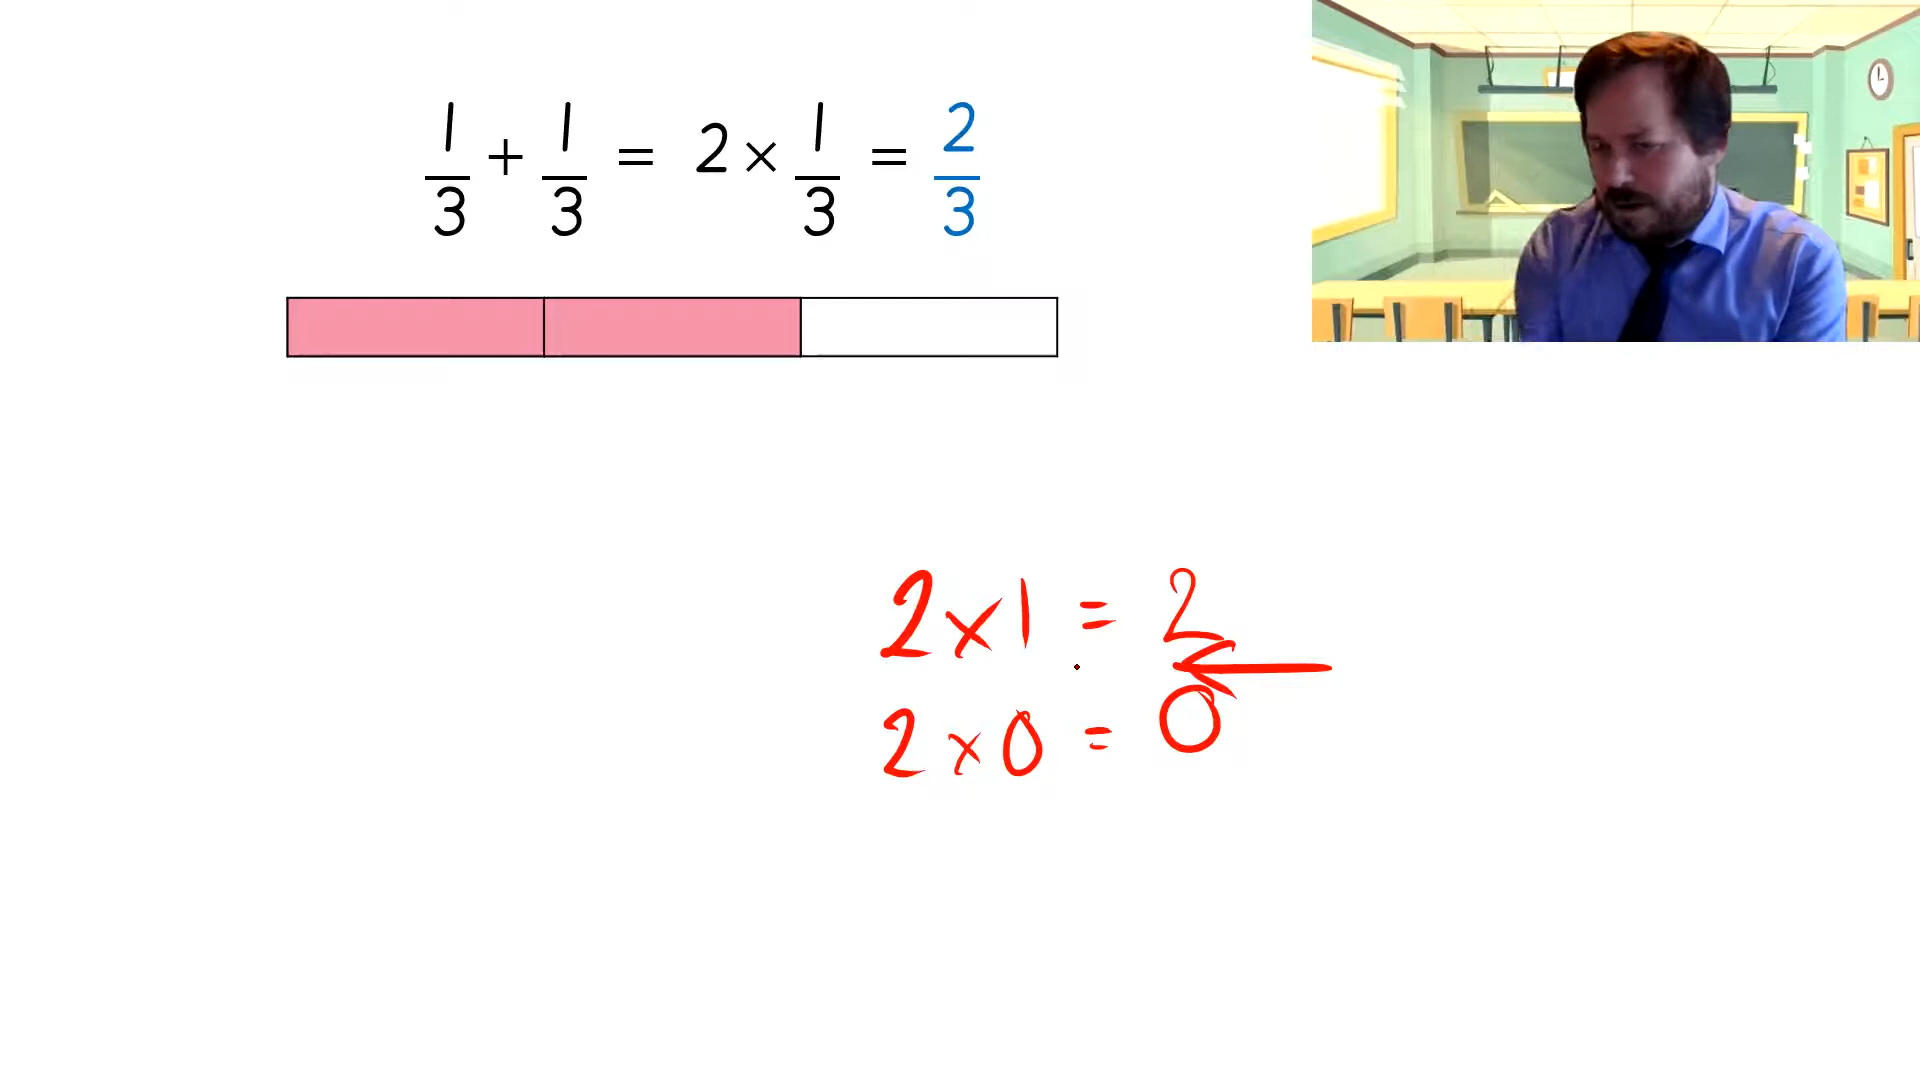 1/3 + 1/3 = 2 × 1/3 = 2/3
2 × 1 = 2
2 × 0 = 0